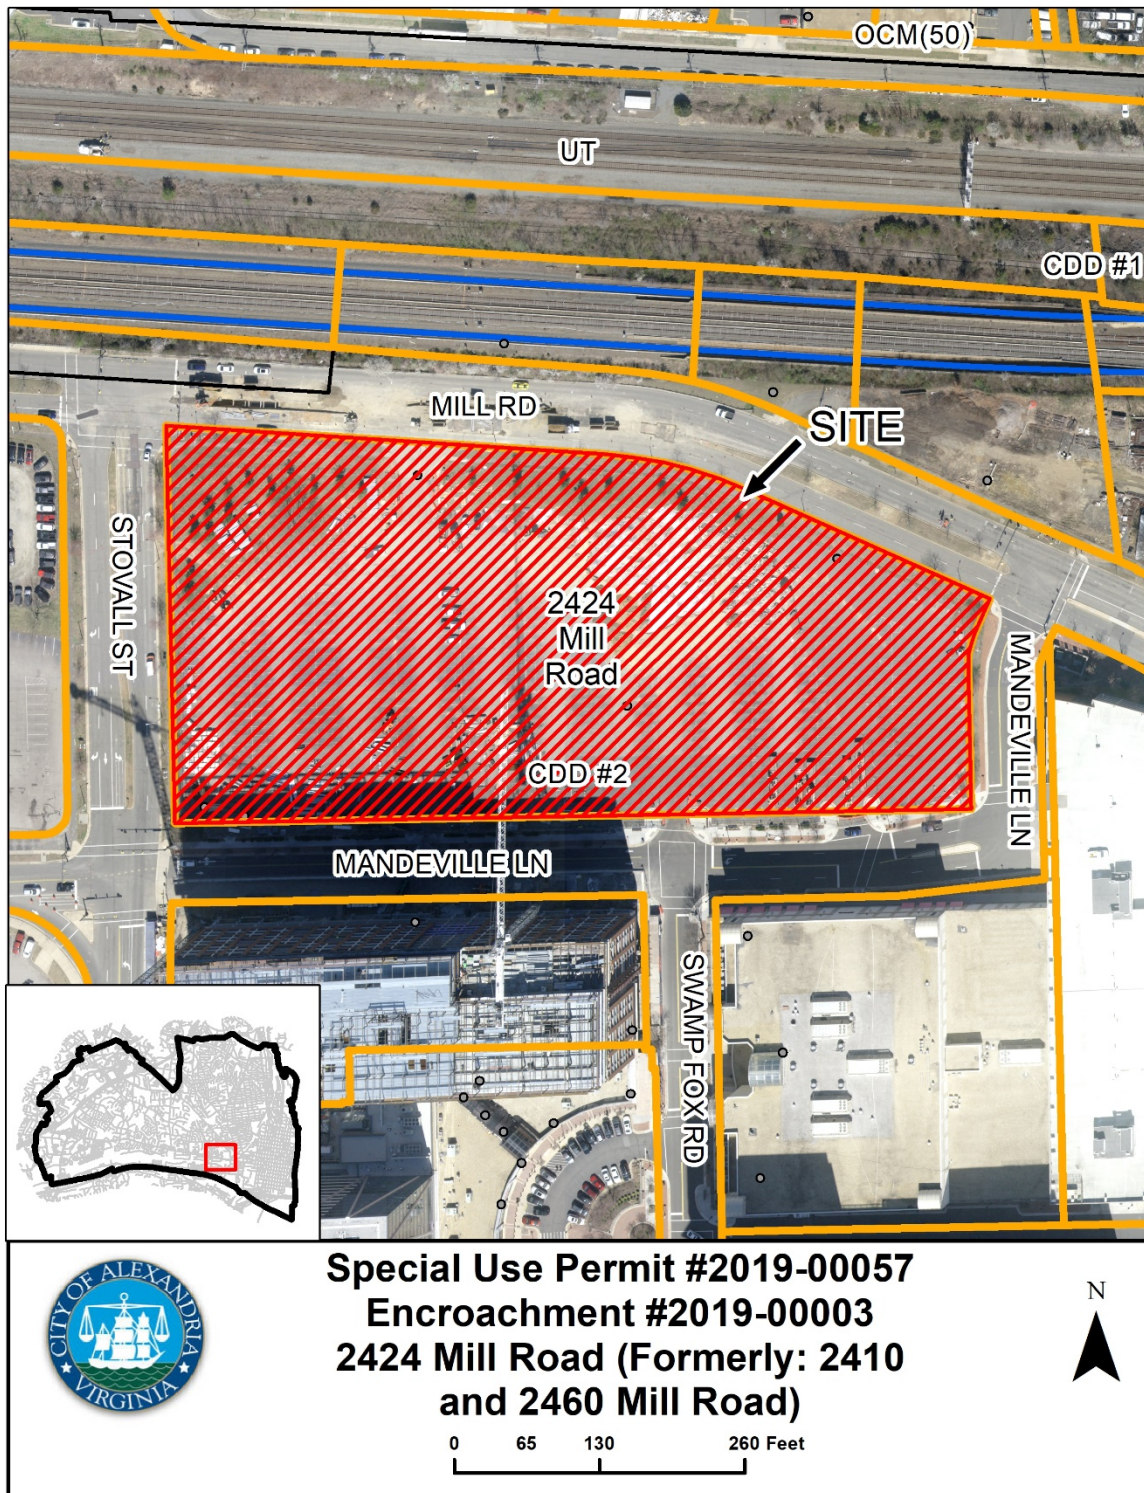 OCM(50)
UT
CDD #1
MILL RD
SITE
STOVALL ST
2424
Mill
Road
MANDEVILLE LN
CDD #2
MANDEVILLE LN
SWAMP FOX RD
CITY OF ALEXANDRIA
VIRGINIA
Special Use Permit #2019-00057
Encroachment #2019-00003
2424 Mill Road (Formerly: 2410
and 2460 Mill Road)
N
0 65 130 260 Feet